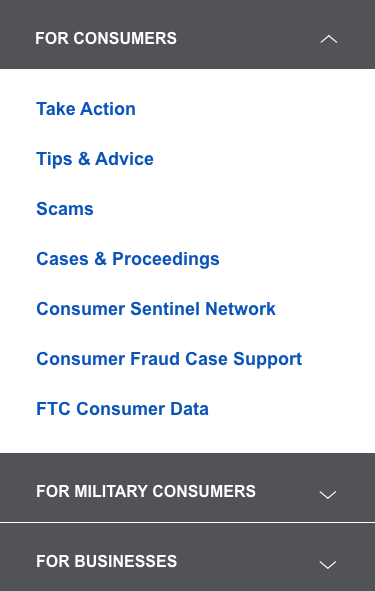 FOR CONSUMERS
Take Action
Tips & Advice
Scams
Cases & Proceedings
Consumer Sentinel Network
Consumer Fraud Case Support
FTC Consumer Data
FOR MILITARY CONSUMERS
FOR BUSINESSES